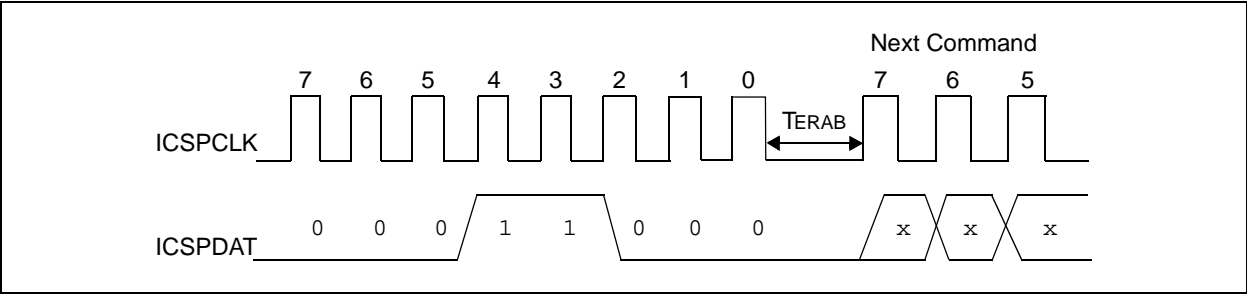 Next Command
7 6 5 4 3 2 1 0 7 6 5
TERAB
ICSPCLK
0 0 0 1 1 0 0 0 x x x
ICSPDAT